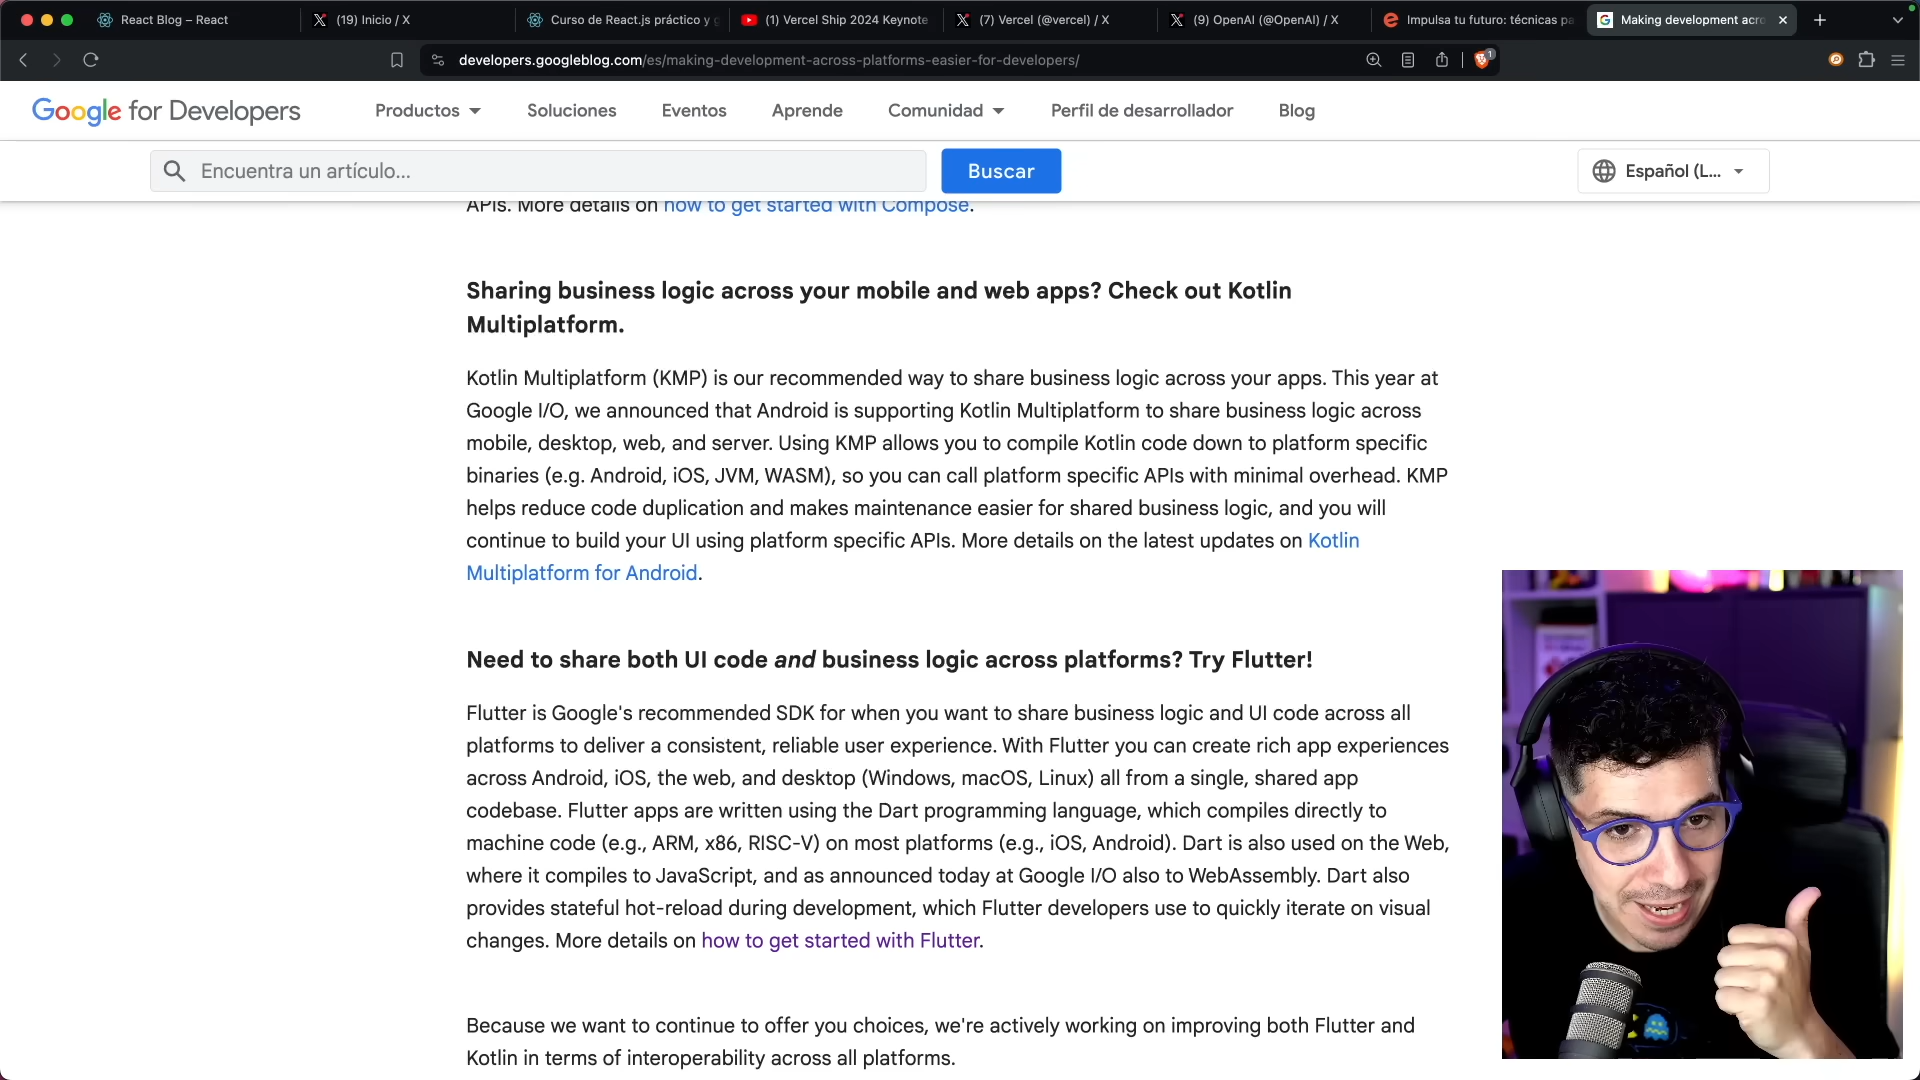 React Blog – React
(19) Inicio / X
Curso de React.js práctico y g
(1) Vercel Ship 2024 Keynote
(7) Vercel (@vercel) / X
(9) OpenAI (@OpenAI) / X
Impulsa tu futuro: técnicas pa
Making development acro
developers.googleblog.com/es/making-development-across-platforms-easier-for-developers/
1
Google for Developers
Productos
Soluciones
Eventos
Aprende
Comunidad
Perfil de desarrollador
Blog
Encuentra un artículo...
Buscar
Español (L...
APIs. More details on how to get started with Compose.
Sharing business logic across your mobile and web apps? Check out Kotlin
Multiplatform.
Kotlin Multiplatform (KMP) is our recommended way to share business logic across your apps. This year at
Google I/O, we announced that Android is supporting Kotlin Multiplatform to share business logic across
mobile, desktop, web, and server. Using KMP allows you to compile Kotlin code down to platform specific
binaries (e.g. Android, iOS, JVM, WASM), so you can call platform specific APIs with minimal overhead. KMP
helps reduce code duplication and makes maintenance easier for shared business logic, and you will
continue to build your UI using platform specific APIs. More details on the latest updates on Kotlin
Multiplatform for Android.
Need to share both UI code and business logic across platforms? Try Flutter!
Flutter is Google's recommended SDK for when you want to share business logic and UI code across all
platforms to deliver a consistent, reliable user experience. With Flutter you can create rich app experiences
across Android, iOS, the web, and desktop (Windows, macOS, Linux) all from a single, shared app
codebase. Flutter apps are written using the Dart programming language, which compiles directly to
machine code (e.g., ARM, x86, RISC-V) on most platforms (e.g., iOS, Android). Dart is also used on the Web,
where it compiles to JavaScript, and as announced today at Google I/O also to WebAssembly. Dart also
provides stateful hot-reload during development, which Flutter developers use to quickly iterate on visual
changes. More details on how to get started with Flutter.
Because we want to continue to offer you choices, we're actively working on improving both Flutter and
Kotlin in terms of interoperability across all platforms.